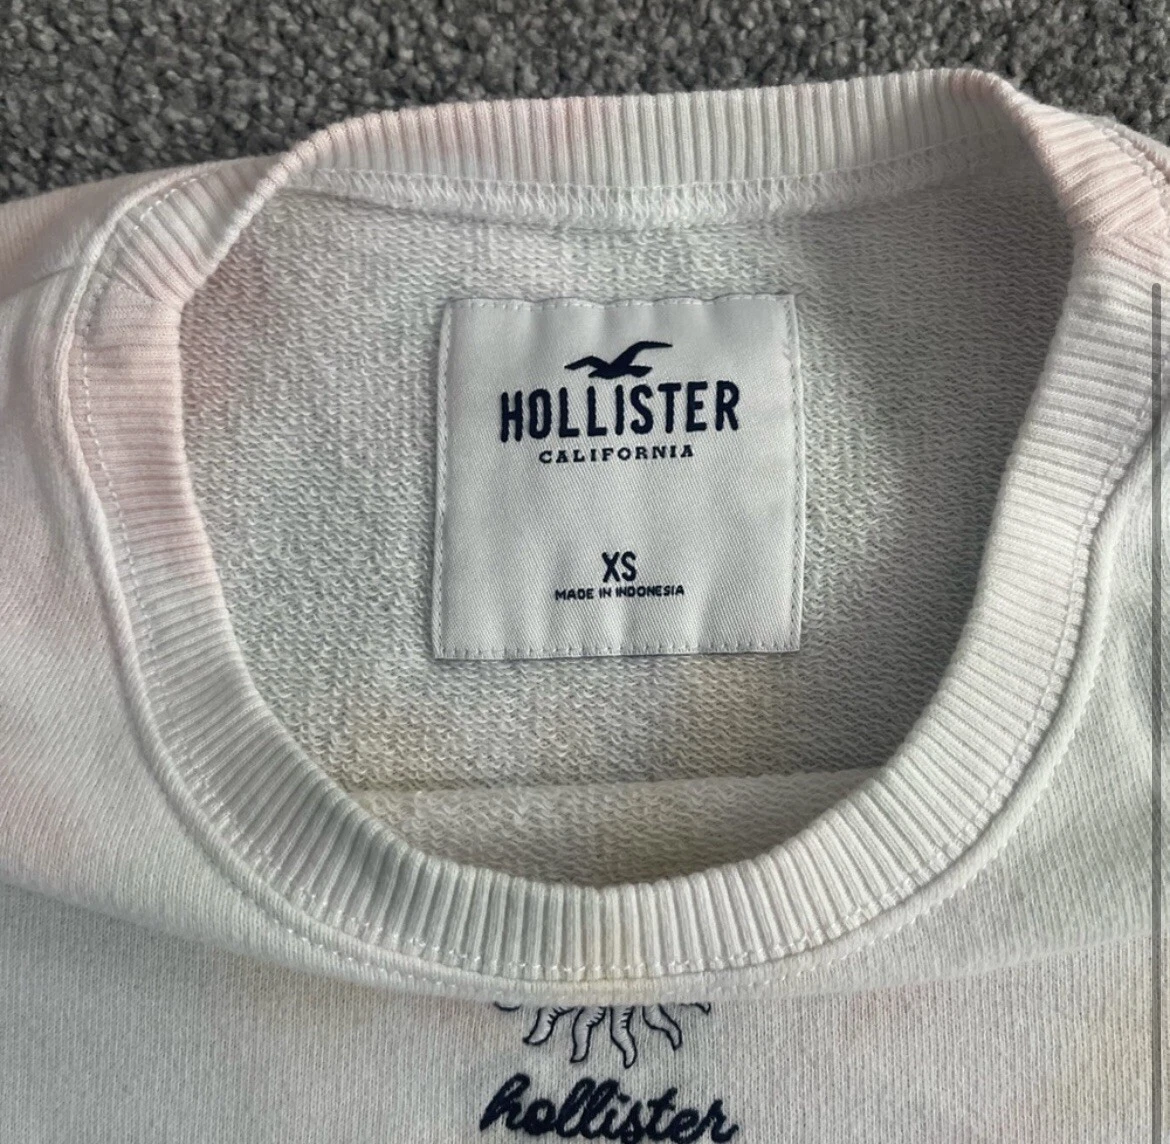 HOLLISTER
CALIFORNIA
XS
MADE IN INDONESIA
hollister